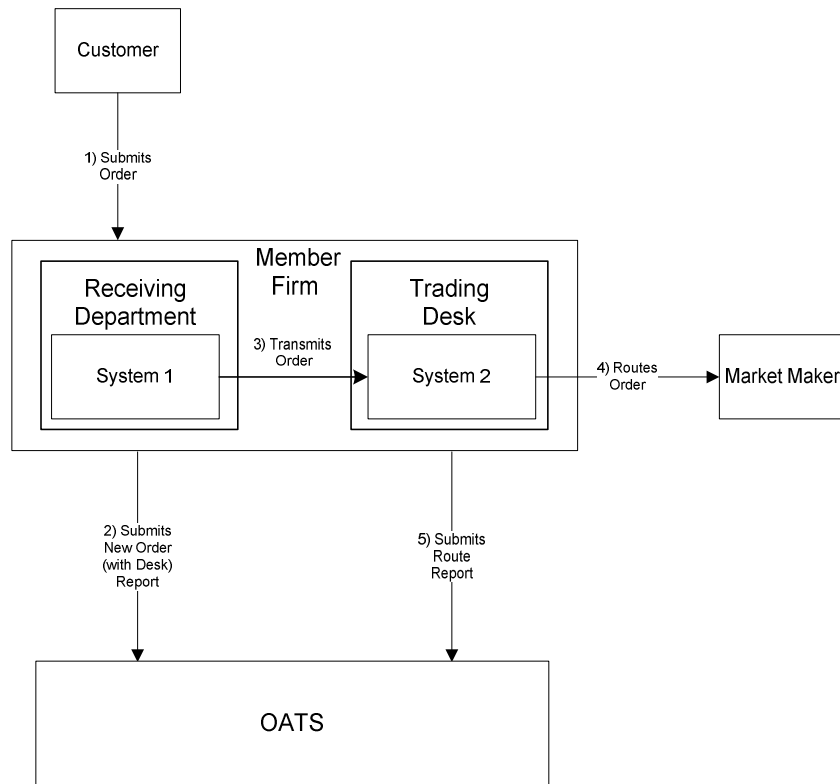 Customer
1) Submits
Order
Member
Firm
Receiving
Department
Trading
Desk
3) Transmits
Order
System 1
System 2
4) Routes
Order
Market Maker
2) Submits
New Order
(with Desk)
Report
5) Submits
Route
Report
OATS